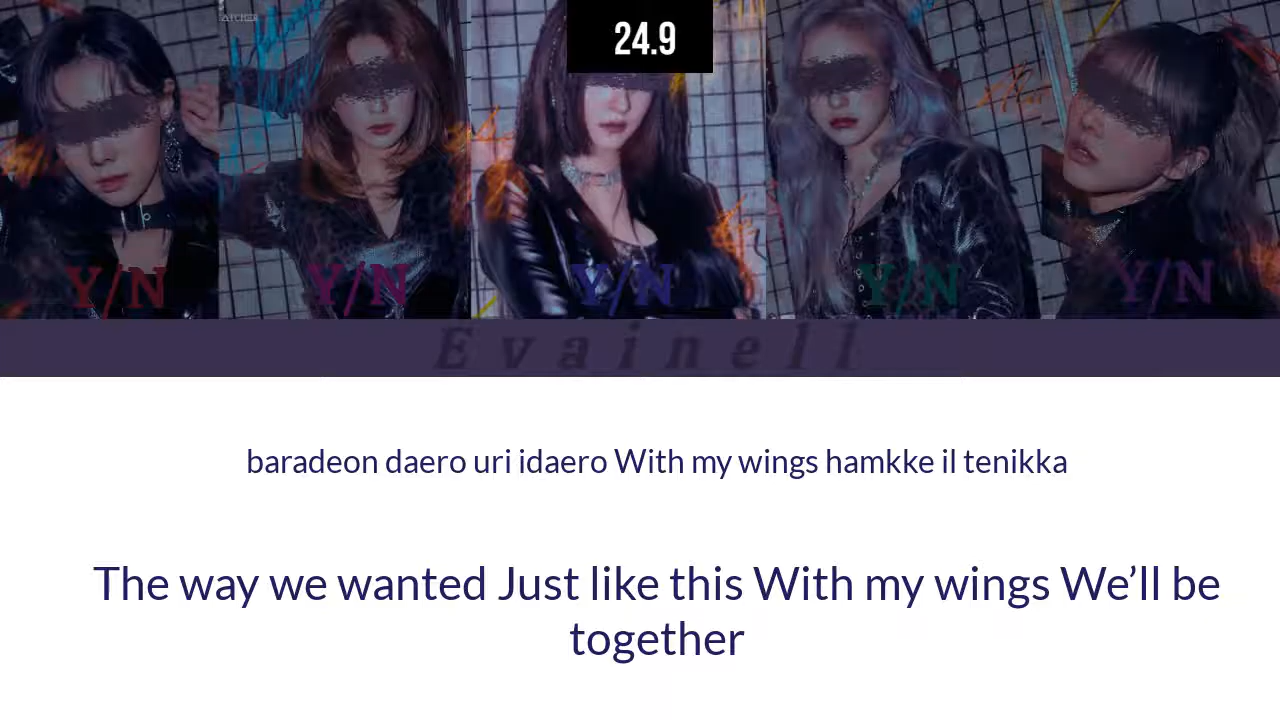 24.9
Y/N Y/N Y/N Y/N Y/N
Evainell
baradeon daero uri idaero With my wings hamkke il tenikka
The way we wanted Just like this With my wings We’ll be
together